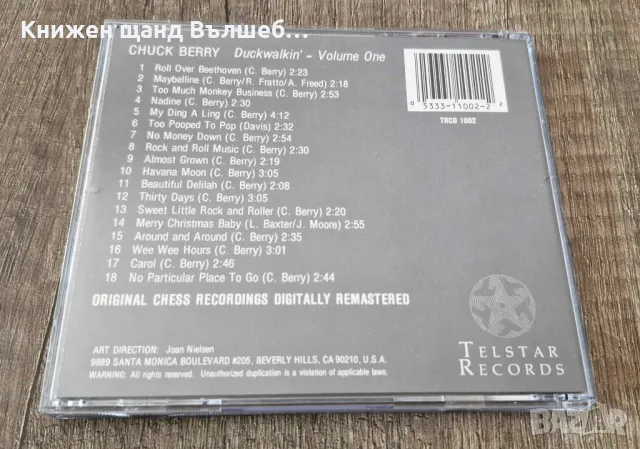 Книжен щанд Вълшеб...
CHUCK BERRY Duckwalkin' - Volume One
1 Roll Over Beethoven (C. Berry) 2:23
2 Maybelline (C. Berry/R. Fratto/A. Freed) 2:18
3 Too Much Monkey Business (C. Berry) 2:53
4 Nadine (C. Berry) 2:30
5 My Ding A Ling (C. Berry) 4:12
6 Too Pooped To Pop (Davis) 2:32
7 No Money Down (C. Berry) 2:54
8 Rock and Roll Music (C. Berry) 2:30
9 Almost Grown (C. Berry) 2:19
10 Havana Moon (C. Berry) 3:05
11 Beautiful Delilah (C. Berry) 2:08
12 Thirty Days (C. Berry) 3:05
13 Sweet Little Rock and Roller (C. Berry) 2:20
14 Merry Christmas Baby (L. Baxter/J. Moore) 2:55
15 Around and Around (C. Berry) 2:35
16 Wee Wee Hours (C. Berry) 3:01
17 Carol (C. Berry) 2:46
18 No Particular Place To Go (C. Berry) 2:44
0 5333-11002-2 7
TRCD 1002
ORIGINAL CHESS RECORDINGS DIGITALLY REMASTERED
ART DIRECTION: Joan Nielsen
9889 SANTA MONICA BOULEVARD #205, BEVERLY HILLS, CA 90210, U.S.A.
WARNING: All rights reserved. Unauthorized duplication is a violation of applicable laws.
TELSTAR
RECORDS
BAZAR